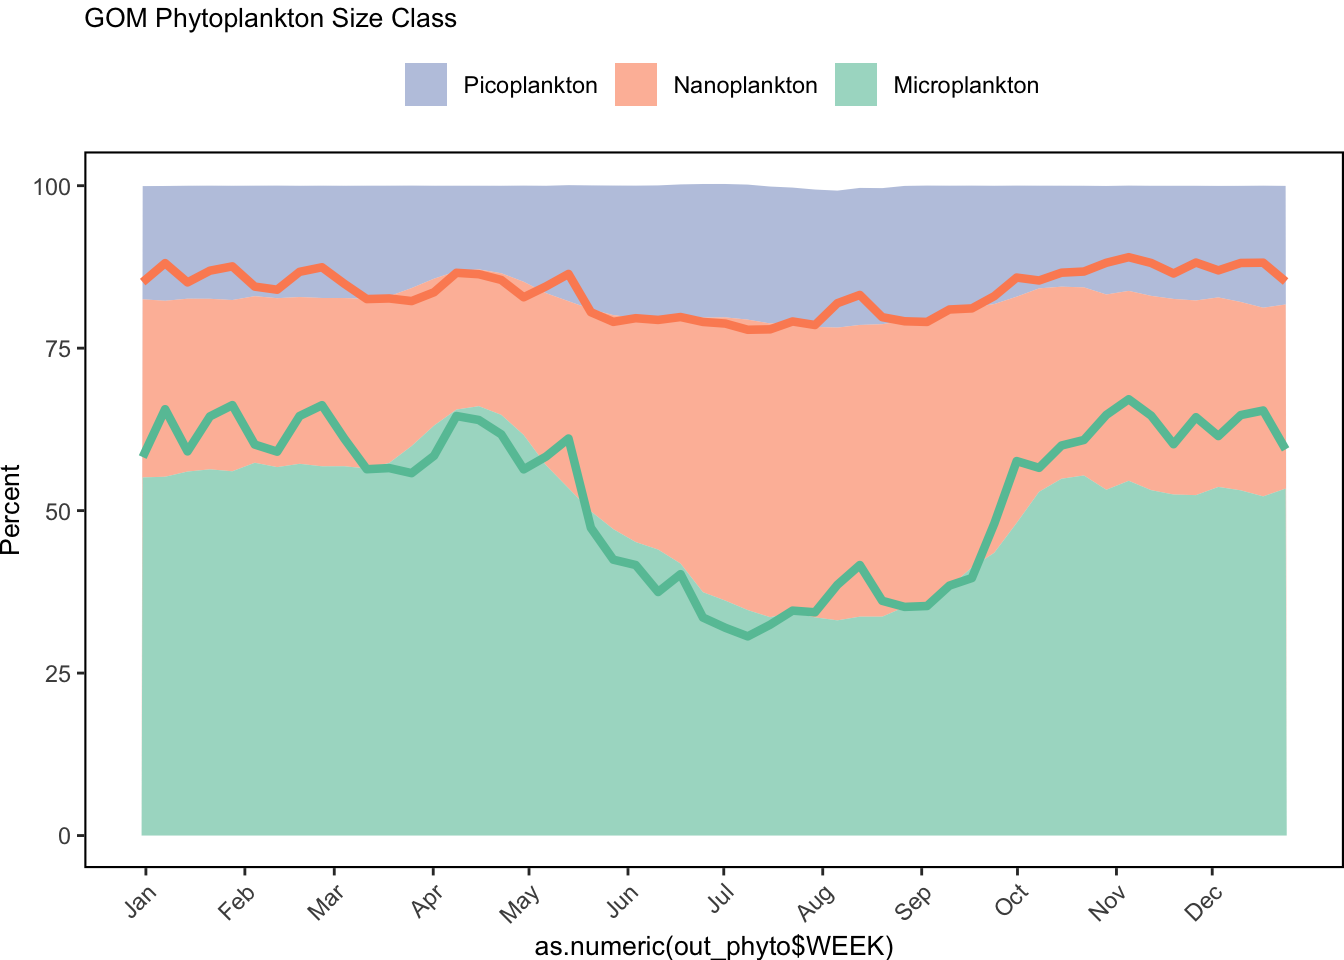 GOM Phytoplankton Size Class
Picoplankton Nanoplankton Microplankton
100
75
50
25
0
Percent
Jan Feb Mar Apr May Jun Jul Aug Sep Oct Nov Dec
as.numeric(out_phyto$WEEK)